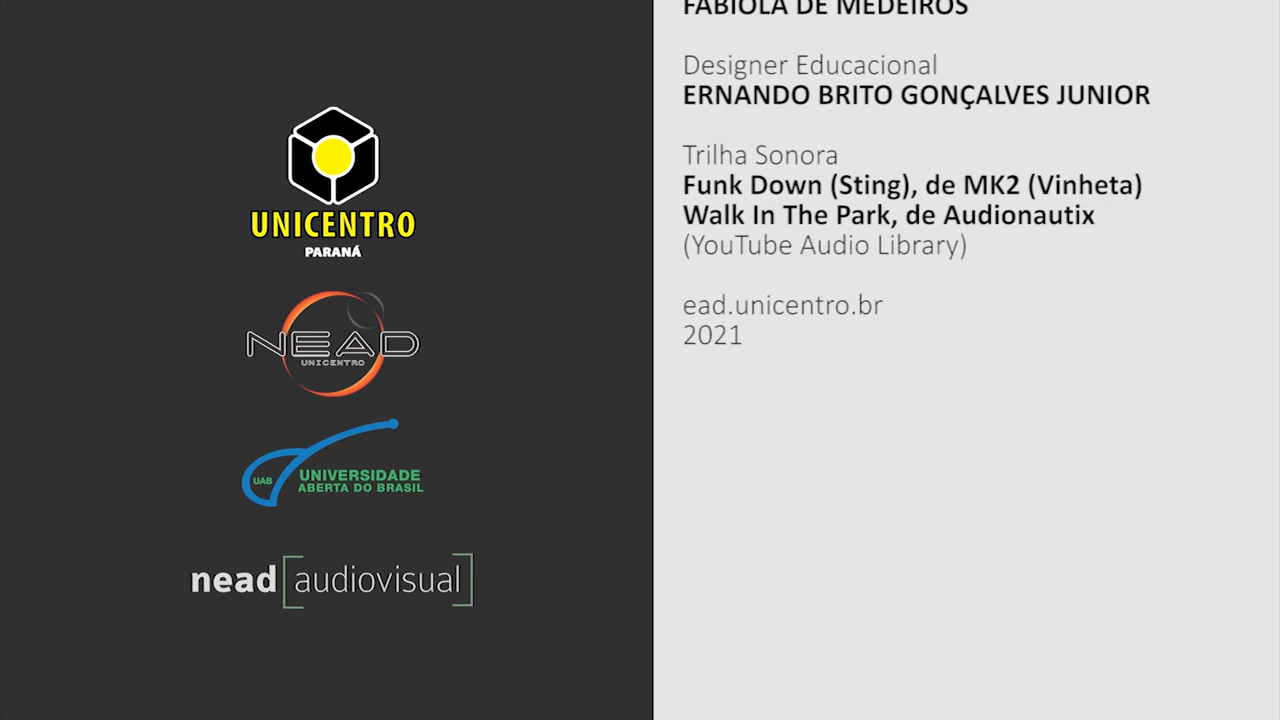 UNICENTRO
PARANÁ
NEAD
UNICENTRO
UAB
UNIVERSIDADE
ABERTA DO BRASIL
nead[audiovisual]
FABIOLA DE MEDEIROS
Designer Educacional
ERNANDO BRITO GONÇALVES JUNIOR
Trilha Sonora
Funk Down (Sting), de MK2 (Vinheta)
Walk In The Park, de Audionautix
(YouTube Audio Library)
ead.unicentro.br
2021